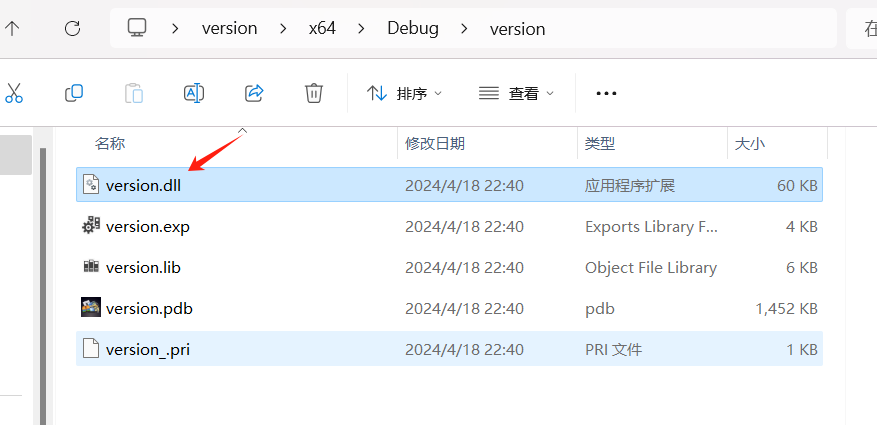 version > x64 > Debug > version 在
排序 查看
名称 修改日期 类型 大小
version.dll 2024/4/18 22:40 应用程序扩展 60 KB
version.exp 2024/4/18 22:40 Exports Library F... 4 KB
version.lib 2024/4/18 22:40 Object File Library 6 KB
version.pdb 2024/4/18 22:40 pdb 1,452 KB
version_.pri 2024/4/18 22:40 PRI 文件 1 KB